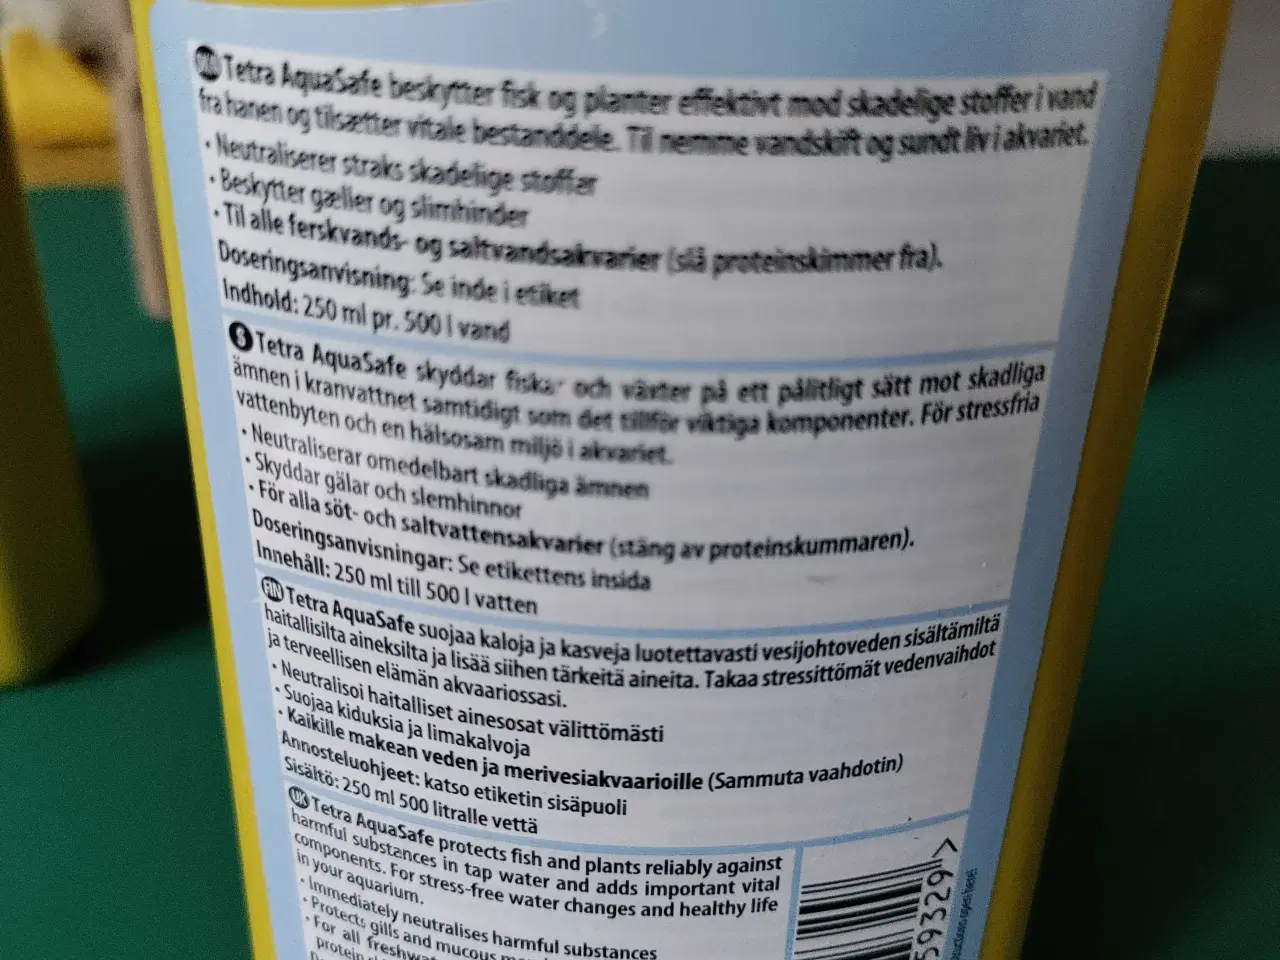 DK Tetra AquaSafe beskytter fisk og planter effektivt mod skadelige stoffer i vand
fra hanen og tilsætter vitale bestanddele. Til nemme vandskift og sundt liv i akvariet.
• Neutraliserer straks skadelige stoffer
• Beskytter gæller og slimhinder
• Til alle ferskvands- og saltvandsakvarier (slå proteinskimmer fra).
Doseringsanvisning: Se inde i etiket
Indhold: 250 ml pr. 500 l vand
S Tetra AquaSafe skyddar fiskar och växter på ett pålitligt sätt mot skadliga
ämnen i kranvattnet samtidigt som det tillför viktiga komponenter. För stressfria
vattenbyten och en hälsosam miljö i akvariet.
• Neutraliserar omedelbart skadliga ämnen
• Skyddar gälar och slemhinnor
• För alla söt- och saltvattensakvarier (stäng av proteinskummaren).
Doseringsanvisningar: Se etikettens insida
Innehåll: 250 ml till 500 l vatten
FIN Tetra AquaSafe suojaa kaloja ja kasveja luotettavasti vesijohtoveden sisältämiltä
haitallisilta aineksilta ja lisää siihen tärkeitä aineita. Takaa stressittömät vedenvaihdot
ja terveellisen elämän akvaariossasi.
• Neutralisoi haitalliset ainesosat välittömästi
• Suojaa kiduksia ja limakalvoja
• Kaikille makean veden ja merivesiakvaarioille (Sammuta vaahdotin)
Annosteluohjeet: katso etiketin sisäpuoli
Sisältö: 250 ml 500 litralle vettä
UK Tetra AquaSafe protects fish and plants reliably against
harmful substances in tap water and adds important vital
components. For stress-free water changes and healthy life
in your aquarium.
• Immediately neutralises harmful substances
• Protects gills and mucous
• For all
59329 >